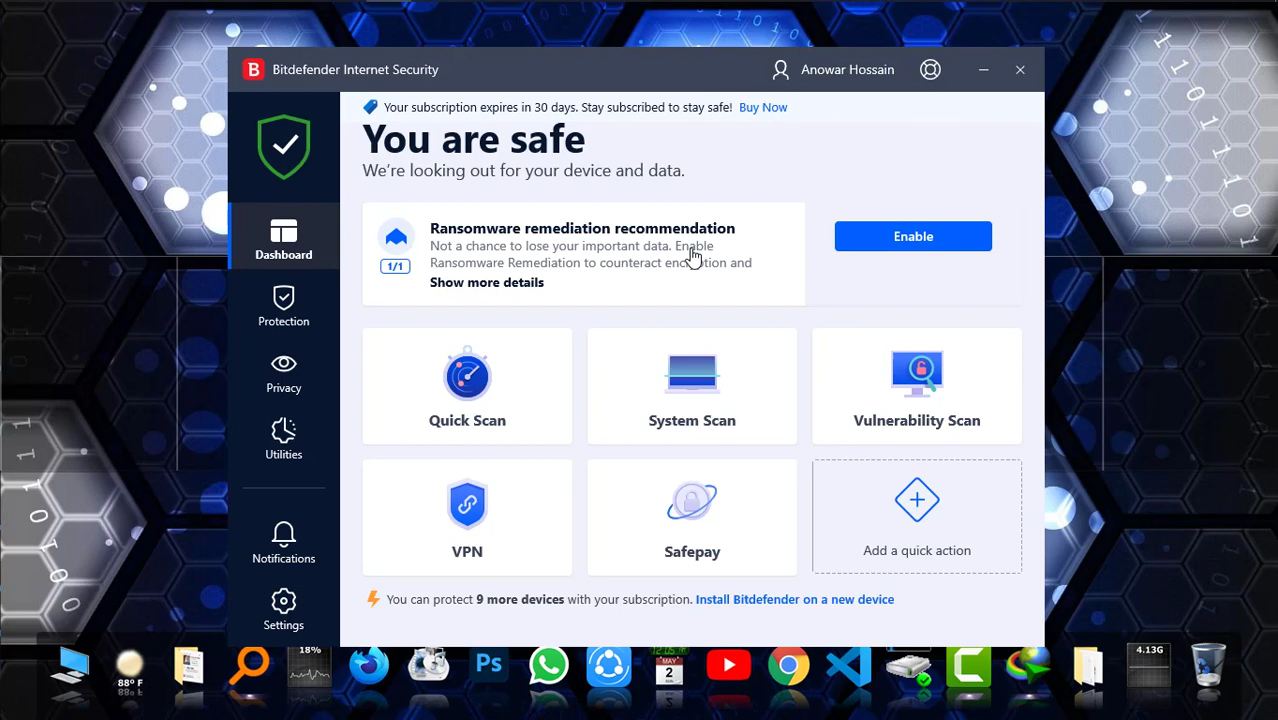 B Bitdefender Internet Security
Anowar Hossain
Your subscription expires in 30 days. Stay subscribed to stay safe! Buy Now
You are safe
We're looking out for your device and data.
Dashboard
Protection
Privacy
Utilities
Notifications
Settings
Ransomware remediation recommendation
Not a chance to lose your important data. Enable
Ransomware Remediation to counteract encryption and
1/1
Show more details
Enable
Quick Scan
System Scan
Vulnerability Scan
VPN
Safepay
Add a quick action
You can protect 9 more devices with your subscription. Install Bitdefender on a new device
88° F
18%
Ps
MAY
2
4.13G